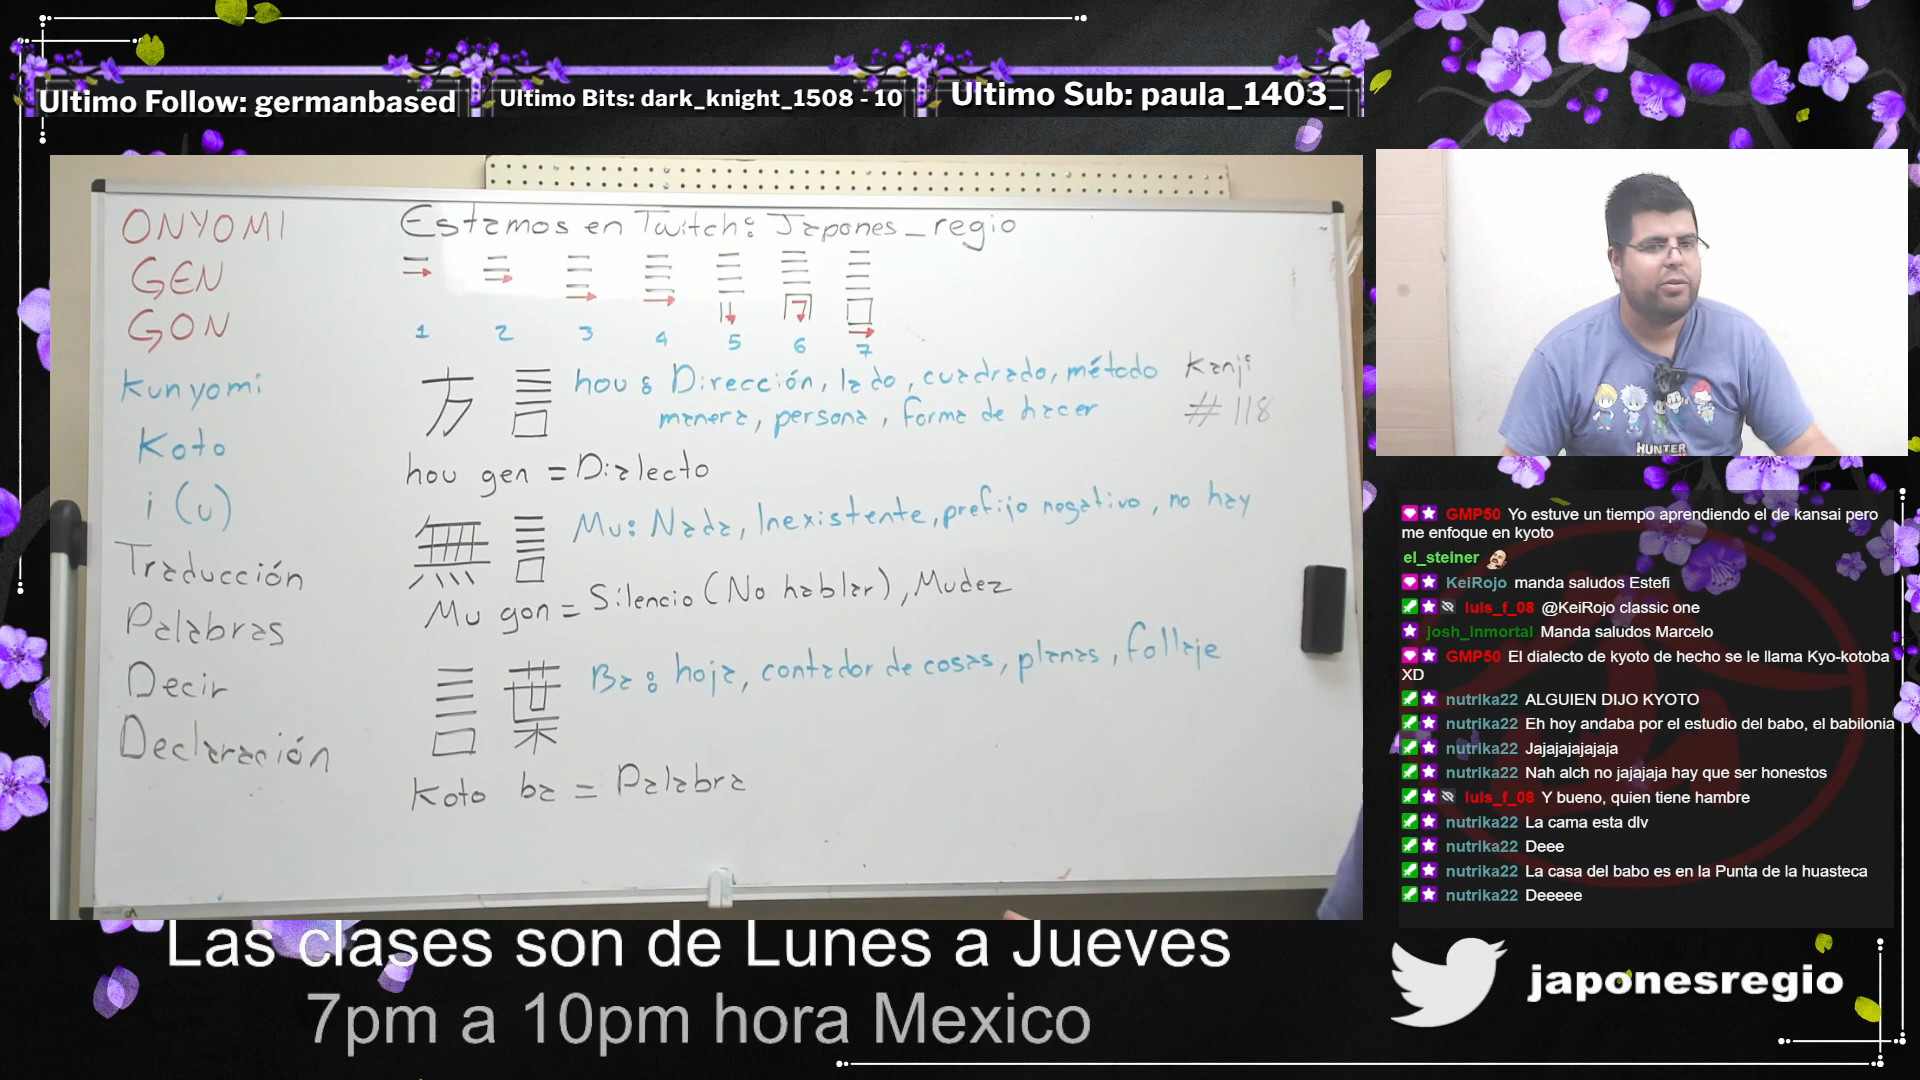 Ultimo Follow: germanbased
Ultimo Bits: dark_knight_1508 - 10
Ultimo Sub: paula_1403_
ONYOMI
GEN
GON
Kunyomi
Koto
i (u)
Traducción
Palabras
Decir
Declaración
Estamos en Twitch: Japones_regio
1 2 3 4 5 6 7
方言 hou: Dirección, lado, cuadrado, método
manera, persona, forma de hacer
Kanji
#118
hou gen = Dialecto
無言 Mu: Nada, Inexistente, prefijo negativo, no hay
Mu gon = Silencio (No hablar), Mudez
言葉 Ba: hoja, contador de cosas, planas, follaje
Koto ba = Palabra
HUNTER
GMP50 Yo estuve un tiempo aprendiendo el de kansai pero
me enfoque en kyoto
el_steiner
KeiRojo manda saludos Estefi
luis_f_08 @KeiRojo classic one
josh_inmortal Manda saludos Marcelo
GMP50 El dialecto de kyoto de hecho se le llama Kyo-kotoba
XD
nutrika22 ALGUIEN DIJO KYOTO
nutrika22 Eh hoy andaba por el estudio del babo, el babilonia
nutrika22 Jajajajajajaja
nutrika22 Nah alch no jajajaja hay que ser honestos
luis_f_08 Y bueno, quien tiene hambre
nutrika22 La cama esta dlv
nutrika22 Deee
nutrika22 La casa del babo es en la Punta de la huasteca
nutrika22 Deeeee
Las clases son de Lunes a Jueves
7pm a 10pm hora Mexico
japonesregio